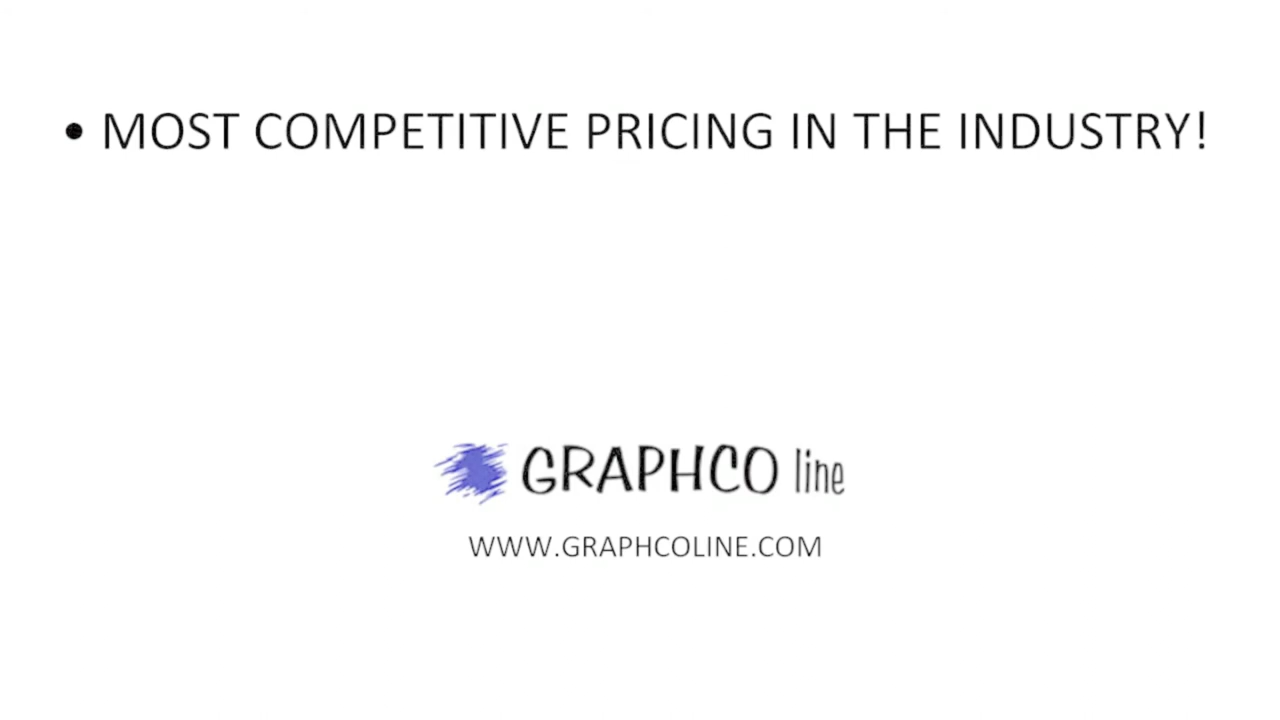 • MOST COMPETITIVE PRICING IN THE INDUSTRY!
GRAPHCO line
WWW.GRAPHCOLINE.COM